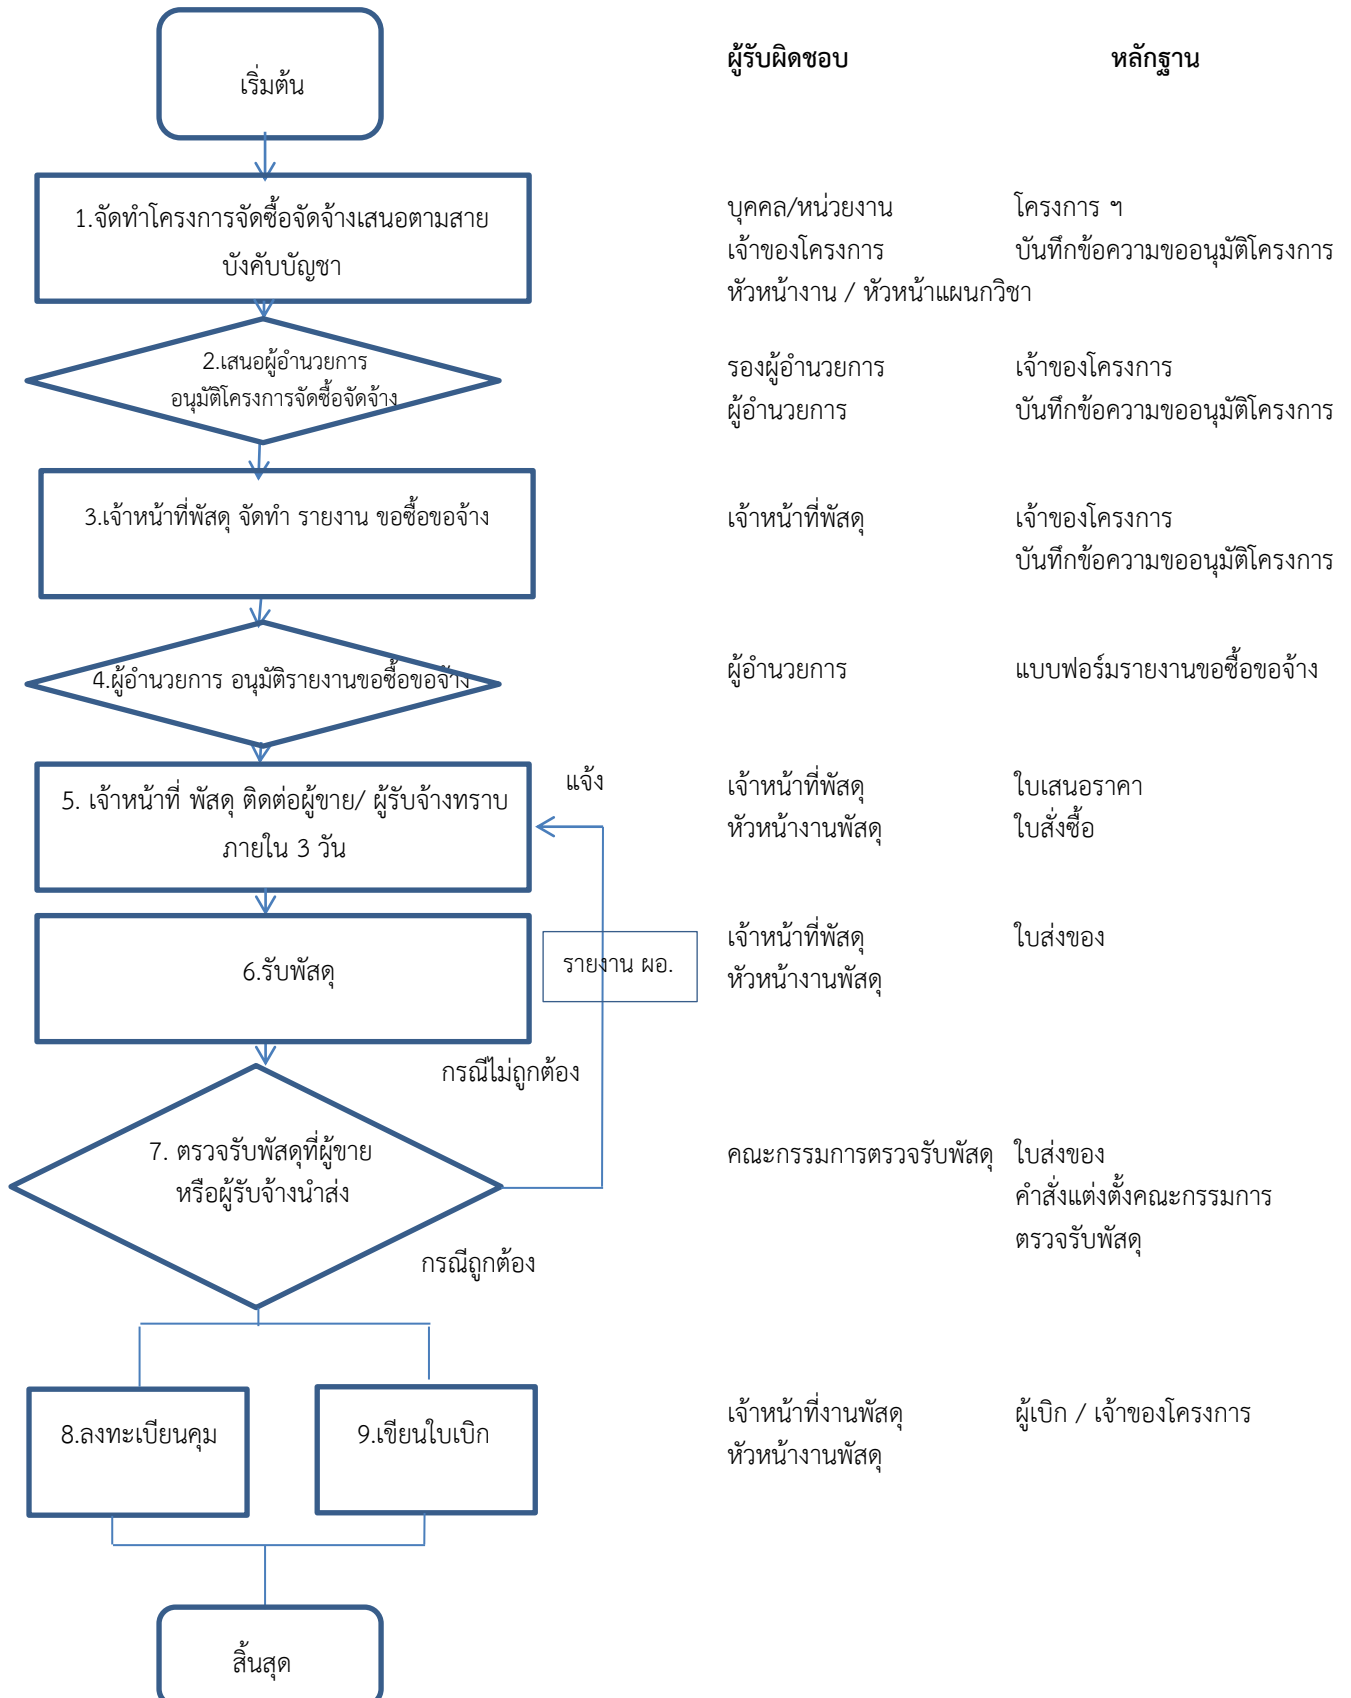 เริ่มต้น
ผู้รับผิดชอบ
หลักฐาน
1.จัดทำโครงการจัดซื้อจัดจ้างเสนอตามสาย
บังคับบัญชา
บุคคล/หน่วยงาน
เจ้าของโครงการ
หัวหน้างาน / หัวหน้าแผนกวิชา
โครงการ ฯ
บันทึกข้อความขออนุมัติโครงการ
2.เสนอผู้อำนวยการ
อนุมัติโครงการจัดซื้อจัดจ้าง
รองผู้อำนวยการ
ผู้อำนวยการ
เจ้าของโครงการ
บันทึกข้อความขออนุมัติโครงการ
3.เจ้าหน้าที่พัสดุ จัดทำ รายงาน ขอซื้อขอจ้าง
เจ้าหน้าที่พัสดุ
เจ้าของโครงการ
บันทึกข้อความขออนุมัติโครงการ
4.ผู้อำนวยการ อนุมัติรายงานขอซื้อขอจ้าง
ผู้อำนวยการ
แบบฟอร์มรายงานขอซื้อขอจ้าง
5. เจ้าหน้าที่ พัสดุ ติดต่อผู้ขาย/ ผู้รับจ้างทราบ
ภายใน 3 วัน
แจ้ง
เจ้าหน้าที่พัสดุ
หัวหน้างานพัสดุ
ใบเสนอราคา
ใบสั่งซื้อ
6.รับพัสดุ
รายงาน ผอ.
เจ้าหน้าที่พัสดุ
หัวหน้างานพัสดุ
ใบส่งของ
กรณีไม่ถูกต้อง
7. ตรวจรับพัสดุที่ผู้ขาย
หรือผู้รับจ้างนำส่ง
คณะกรรมการตรวจรับพัสดุ
ใบส่งของ
คำสั่งแต่งตั้งคณะกรรมการ
ตรวจรับพัสดุ
กรณีถูกต้อง
8.ลงทะเบียนคุม
9.เขียนใบเบิก
เจ้าหน้าที่งานพัสดุ
หัวหน้างานพัสดุ
ผู้เบิก / เจ้าของโครงการ
สิ้นสุด